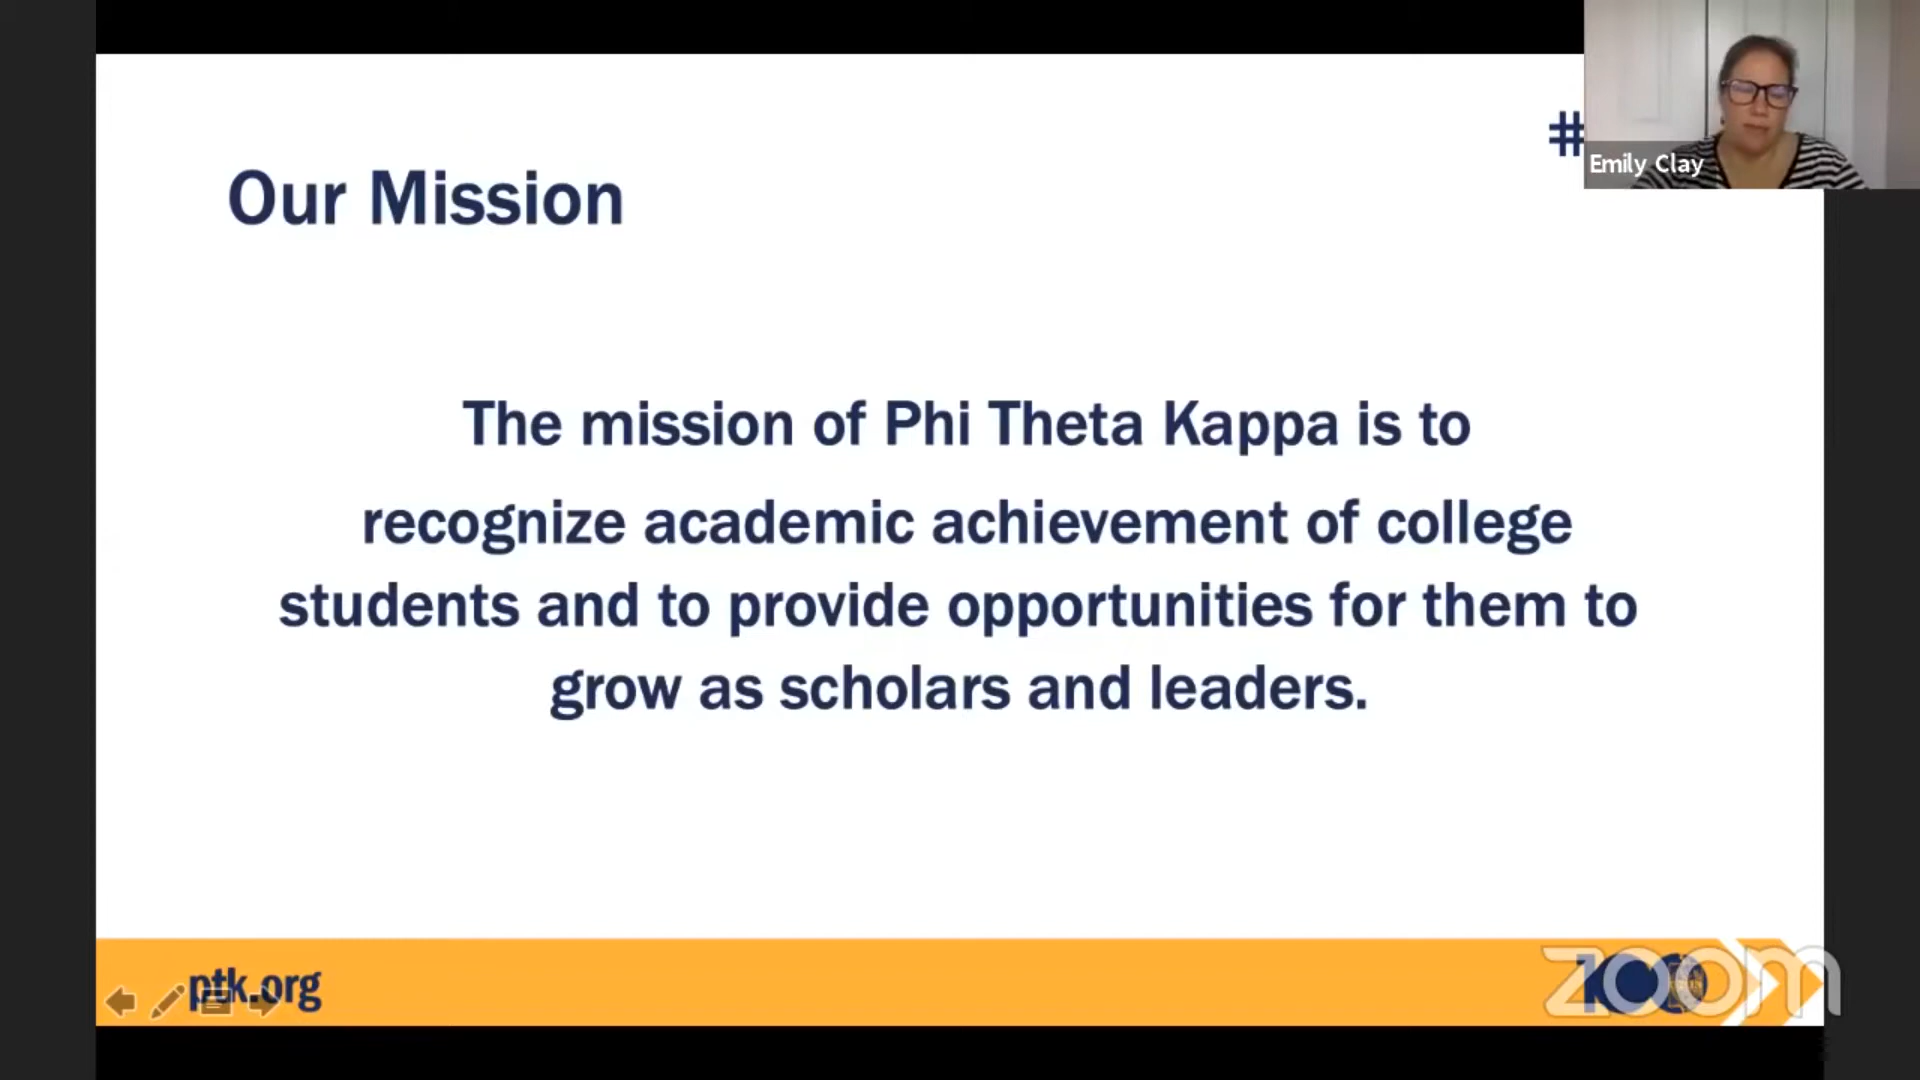 #
Emily Clay
Our Mission
The mission of Phi Theta Kappa is to
recognize academic achievement of college
students and to provide opportunities for them to
grow as scholars and leaders.
ptk.org
100
zoom